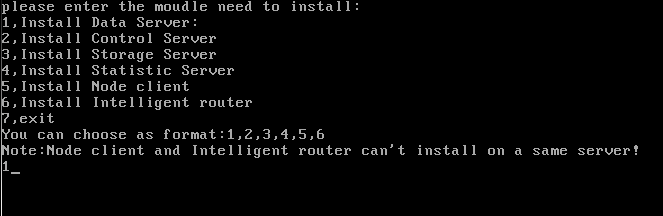 please enter the moudle need to install:
1,Install Data Server:
2,Install Control Server
3,Install Storage Server
4,Install Statistic Server
5,Install Node client
6,Install Intelligent router
7,exit
You can choose as format:1,2,3,4,5,6
Note:Node client and Intelligent router can't install on a same server!
1_